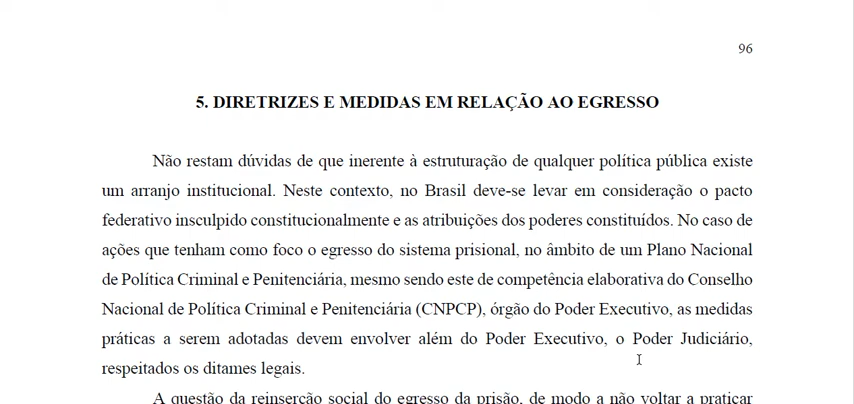 96
5. DIRETRIZES E MEDIDAS EM RELAÇÃO AO EGRESSO
Não restam dúvidas de que inerente à estruturação de qualquer política pública existe
um arranjo institucional. Neste contexto, no Brasil deve-se levar em consideração o pacto
federativo insculpido constitucionalmente e as atribuições dos poderes constituídos. No caso de
ações que tenham como foco o egresso do sistema prisional, no âmbito de um Plano Nacional
de Política Criminal e Penitenciária, mesmo sendo este de competência elaborativa do Conselho
Nacional de Política Criminal e Penitenciária (CNPCP), órgão do Poder Executivo, as medidas
práticas a serem adotadas devem envolver além do Poder Executivo, o Poder Judiciário,
respeitados os ditames legais.
A questão da reinserção social do egresso da prisão, de modo a não voltar a praticar